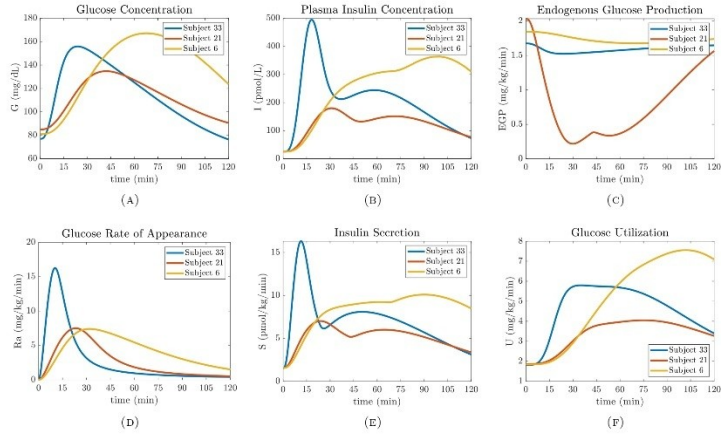 Glucose Concentration
G (mg/dL)
180
160
140
120
100
80
60
0 15 30 45 60 75 90 105 120
time (min)
Subject 33
Subject 21
Subject 6
(A)
Plasma Insulin Concentration
I (pmol/L)
500
400
300
200
100
0
0 15 30 45 60 75 90 105 120
time (min)
Subject 33
Subject 21
Subject 6
(B)
Endogenous Glucose Production
EGP (mg/kg/min)
2
1.5
1
0.5
0
0 15 30 45 60 75 90 105 120
time (min)
Subject 33
Subject 21
Subject 6
(C)
Glucose Rate of Appearance
Ra (mg/kg/min)
20
15
10
5
0
0 15 30 45 60 75 90 105 120
time (min)
Subject 33
Subject 21
Subject 6
(D)
Insulin Secrction
S (pmol/kg/min)
15
10
5
0
0 15 30 45 60 75 90 105 120
time (min)
Subject 33
Subject 21
Subject 6
(E)
Glucose Utilization
U (mg/kg/min)
8
7
6
5
4
3
2
1
0 15 30 45 60 75 90 105 120
time (min)
Subject 33
Subject 21
Subject 6
(F)